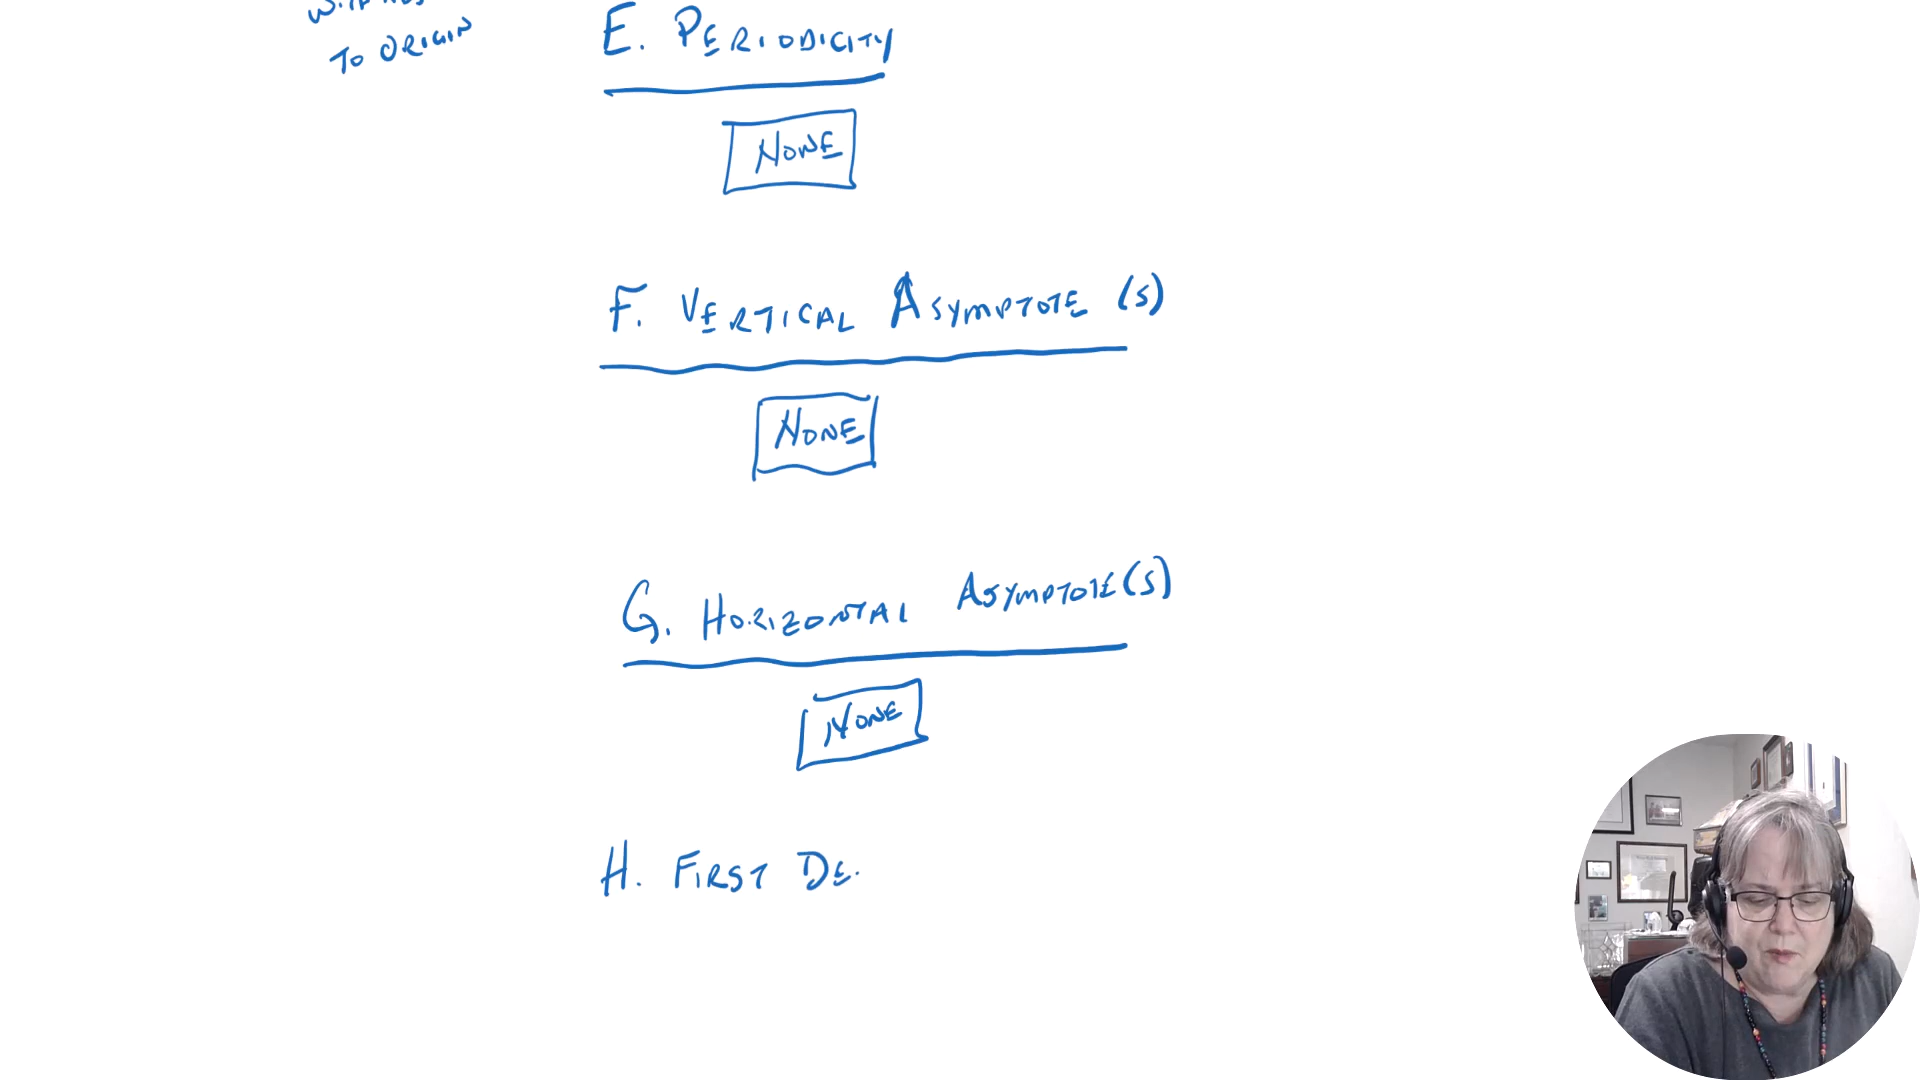 TO ORIGIN
E. PERIODICITY
NONE
F. VERTICAL ASYMPTOTE (S)
NONE
G. HORIZONTAL ASYMPTOTE(S)
NONE
H. FIRST DE